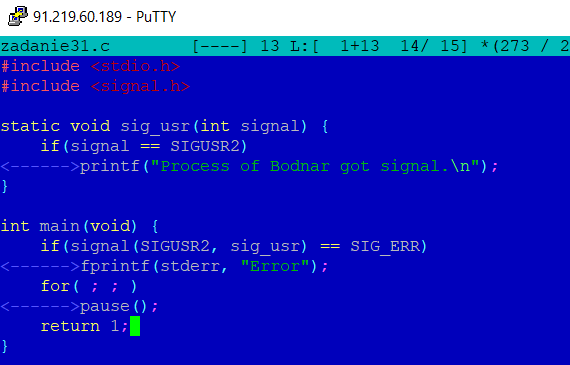 91.219.60.189 - PuTTY
zadanie31.c        [----] 13 L:[  1+13  14/ 15] *(273 / 2
#include <stdio.h>
#include <signal.h>
static void sig_usr(int signal) {
    if(signal == SIGUSR2)
<------>printf("Process of Bodnar got signal.\n");
}
int main(void) {
    if(signal(SIGUSR2, sig_usr) == SIG_ERR)
<------>fprintf(stderr, "Error");
    for( ; ; )
<------>pause();
    return 1;
}